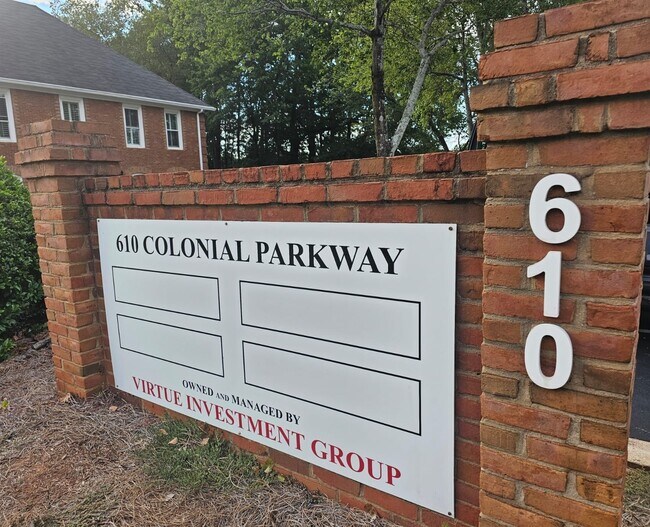 610 COLONIAL PARKWAY
OWNED AND MANAGED BY
VIRTUE INVESTMENT GROUP
610